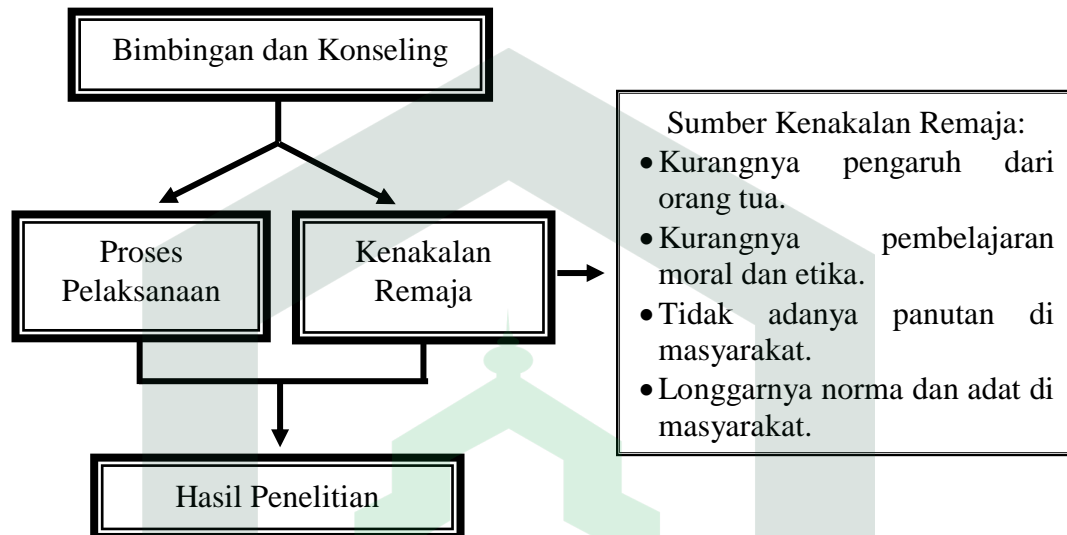 Bimbingan dan Konseling
Proses
Pelaksanaan
Kenakalan
Remaja
Sumber Kenakalan Remaja:
•Kurangnya pengaruh dari
orang tua.
•Kurangnya pembelajaran
moral dan etika.
•Tidak adanya panutan di
masyarakat.
•Longgarnya norma dan adat di
masyarakat.
Hasil Penelitian